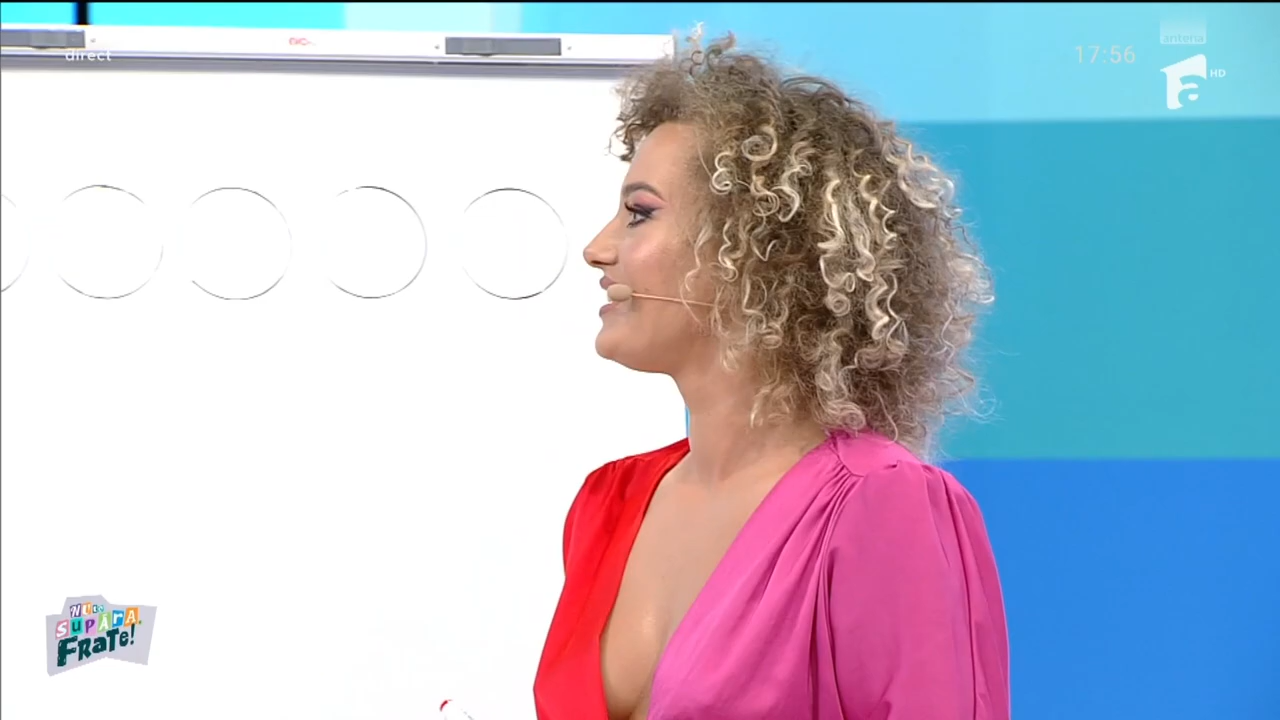 direct
17:56
antena
HD
NU TE
SUPĂRA,
FRATE!